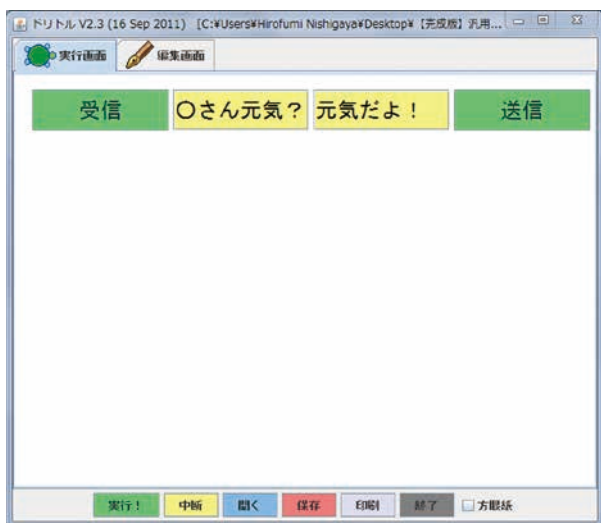 ドリトル V2.3 (16 Sep 2011) [C:¥Users¥Hirofumi Nishigaya¥Desktop¥【完成版】汎用...
実行画面 編集画面
受信 〇さん元気？ 元気だよ！ 送信
実行！ 中断 開く 保存 印刷 終了 方眼紙